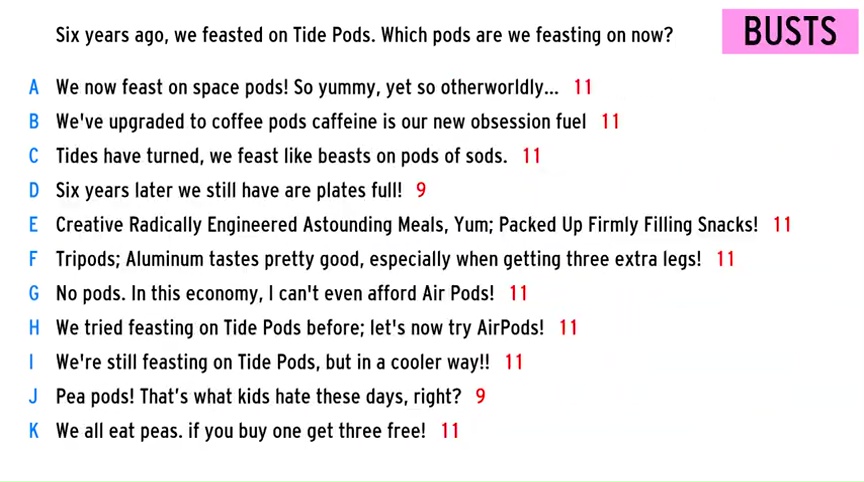 Six years ago, we feasted on Tide Pods. Which pods are we feasting on now?
BUSTS
A We now feast on space pods! So yummy, yet so otherworldly... 11
B We've upgraded to coffee pods caffeine is our new obsession fuel 11
C Tides have turned, we feast like beasts on pods of sods. 11
D Six years later we still have are plates full! 9
E Creative Radically Engineered Astounding Meals, Yum; Packed Up Firmly Filling Snacks! 11
F Tripods; Aluminum tastes pretty good, especially when getting three extra legs! 11
G No pods. In this economy, I can't even afford Air Pods! 11
H We tried feasting on Tide Pods before; let's now try AirPods! 11
I We're still feasting on Tide Pods, but in a cooler way!! 11
J Pea pods! That’s what kids hate these days, right? 9
K We all eat peas. if you buy one get three free! 11